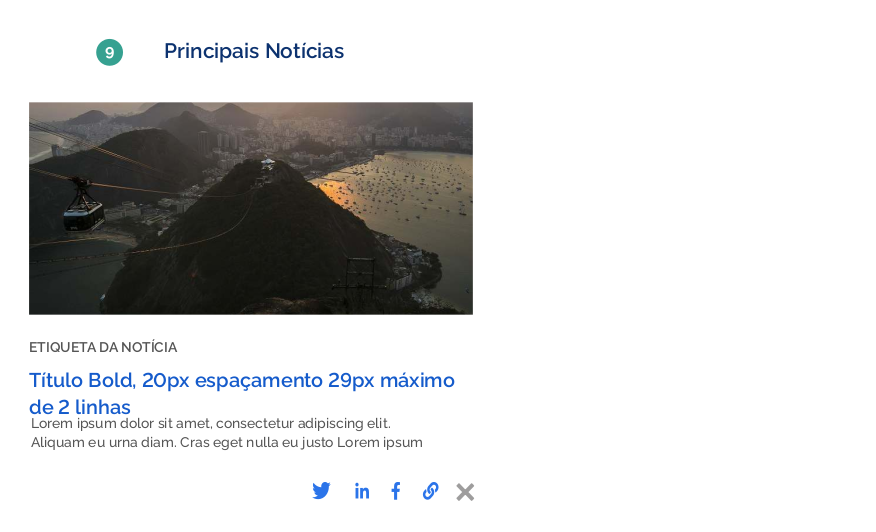 9
Principais Notícias
ETIQUETA DA NOTÍCIA
Título Bold, 20px espaçamento 29px máximo
de 2 linhas
Lorem ipsum dolor sit amet, consectetur adipiscing elit.
Aliquam eu urna diam. Cras eget nulla eu justo Lorem ipsum